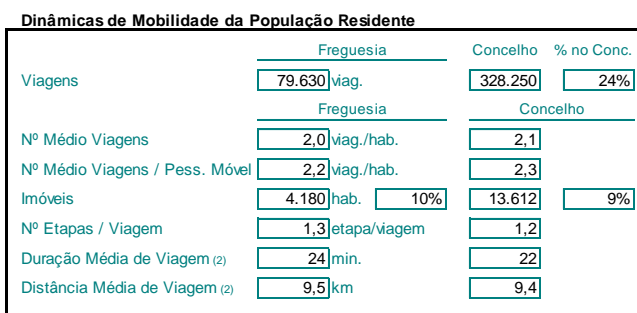 Dinâmicas de Mobilidade da População Residente
Freguesia Concelho % no Conc.
Viagens 79.630 viag. 328.250 24%
Freguesia Concelho
Nº Médio Viagens 2,0 viag./hab. 2,1
Nº Médio Viagens / Pess. Móvel 2,2 viag./hab. 2,3
Imóveis 4.180 hab. 10% 13.612 9%
Nº Etapas / Viagem 1,3 etapa/viagem 1,2
Duração Média de Viagem (2) 24 min. 22
Distância Média de Viagem (2) 9,5 km 9,4